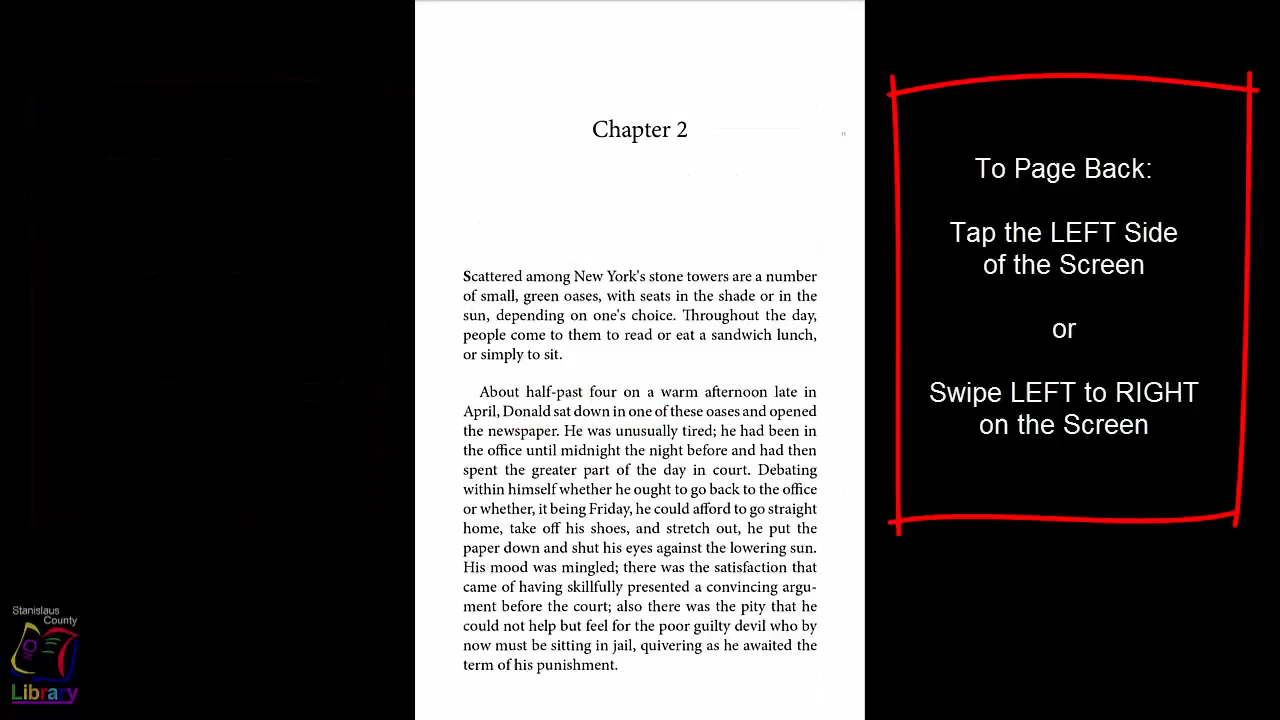 Chapter 2
Scattered among New York's stone towers are a number
of small, green oases, with seats in the shade or in the
sun, depending on one's choice. Throughout the day,
people come to them to read or eat a sandwich lunch,
or simply to sit.
About half-past four on a warm afternoon late in
April, Donald sat down in one of these oases and opened
the newspaper. He was unusually tired; he had been in
the office until midnight the night before and had then
spent the greater part of the day in court. Debating
within himself whether he ought to go back to the office
or whether, it being Friday, he could afford to go straight
home, take off his shoes, and stretch out, he put the
paper down and shut his eyes against the lowering sun.
His mood was mingled; there was the satisfaction that
came of having skillfully presented a convincing argu-
ment before the court; also there was the pity that he
could not help but feel for the poor guilty devil who by
now must be sitting in jail, quivering as he awaited the
term of his punishment.
To Page Back:
Tap the LEFT Side
of the Screen
or
Swipe LEFT to RIGHT
on the Screen
Stanislaus
County
Library